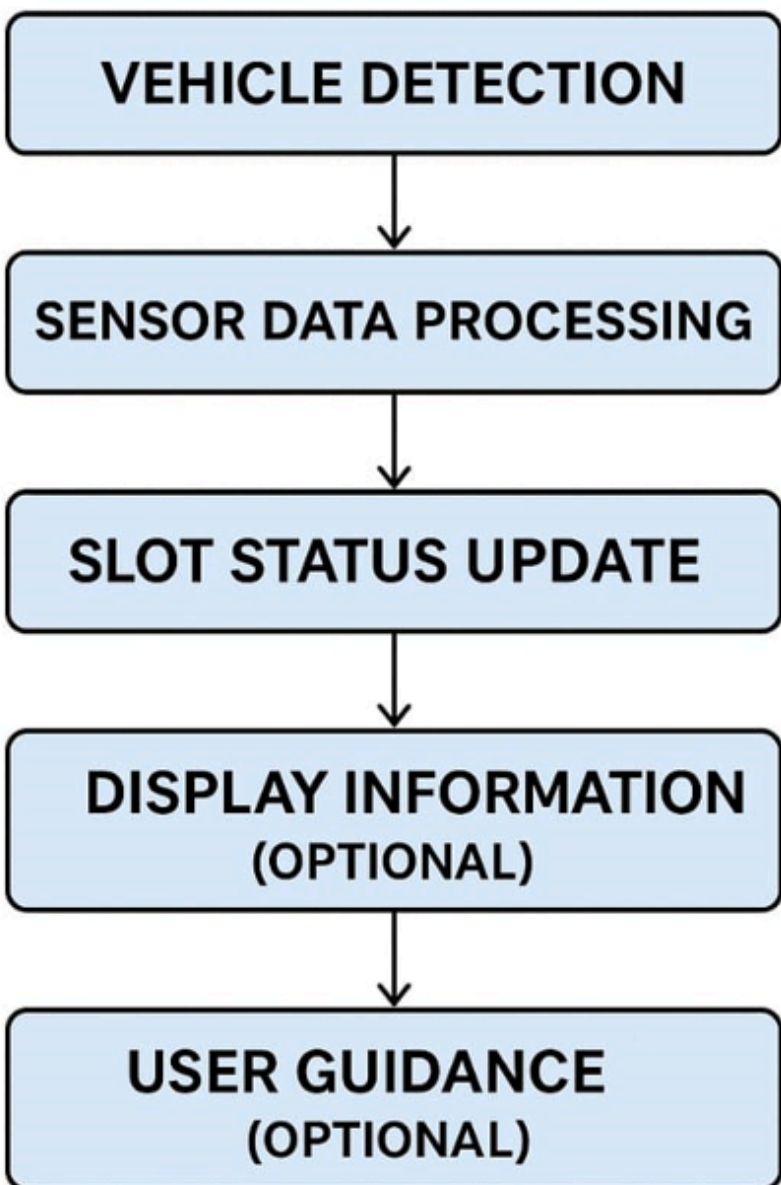 VEHICLE DETECTION
SENSOR DATA PROCESSING
SLOT STATUS UPDATE
DISPLAY INFORMATION
(OPTIONAL)
USER GUIDANCE
(OPTIONAL)